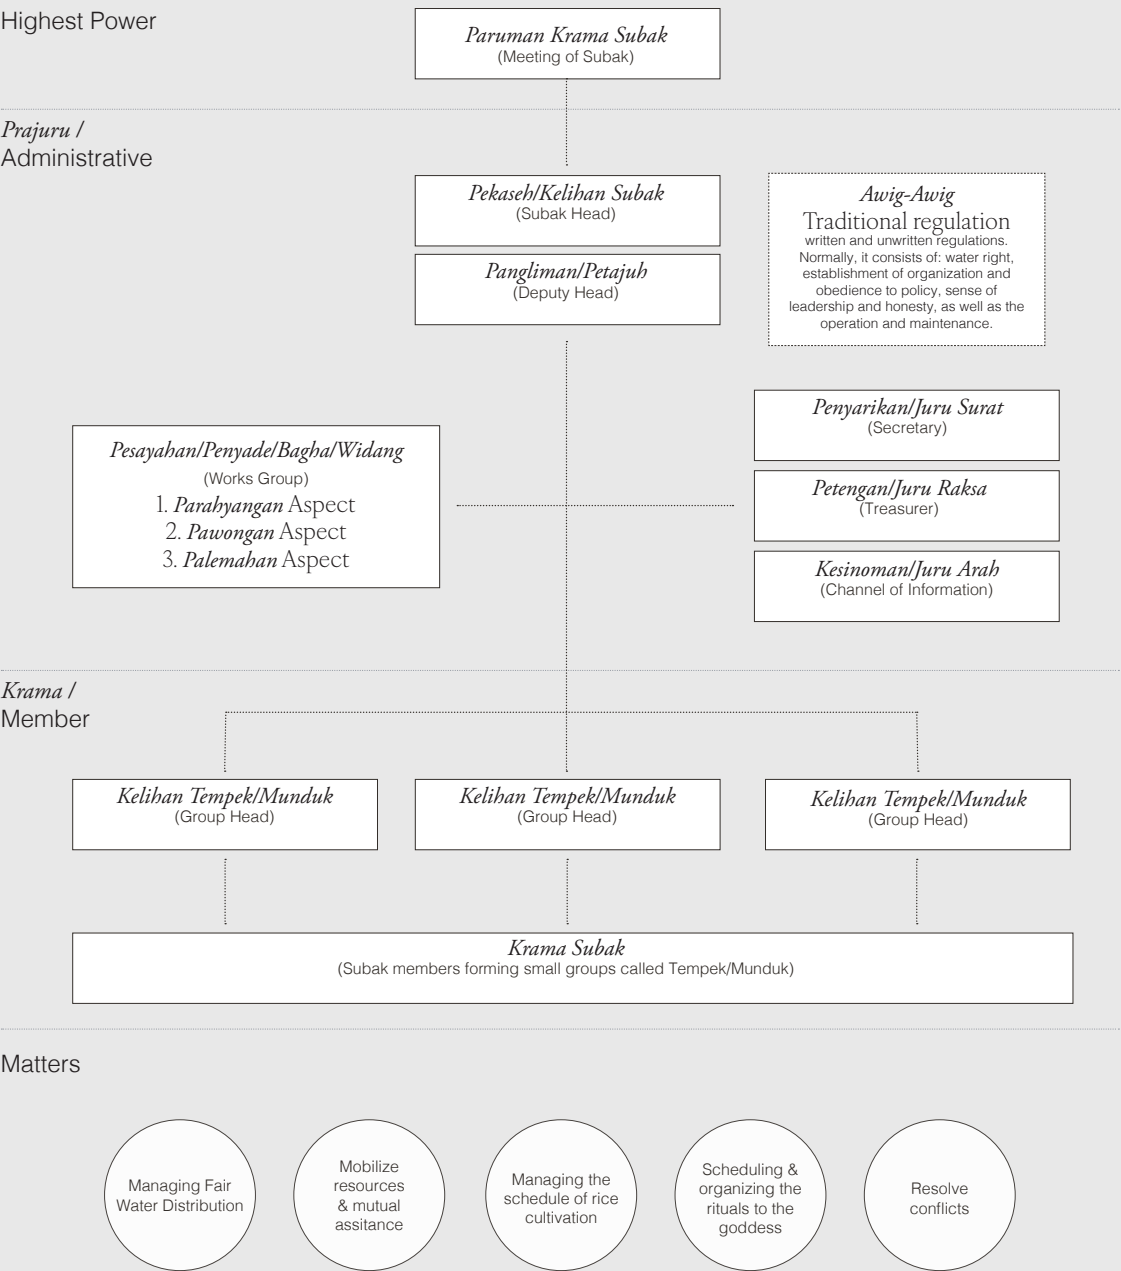 Highest Power
Paruman Krama Subak
(Meeting of Subak)
Prajuru /
Administrative
Pekaseh/Kelihan Subak
(Subak Head)
Pangliman/Petajuh
(Deputy Head)
Awig-Awig
Traditional regulation
written and unwritten regulations.
Normally, it consists of: water right,
establishment of organization and
obedience to policy, sense of
leadership and honesty, as well as the
operation and maintenance.
Pesayahan/Penyade/Bagha/Widang
(Works Group)
1. Parahyangan Aspect
2. Pawongan Aspect
3. Palemahan Aspect
Penyarikan/Juru Surat
(Secretary)
Petengan/Juru Raksa
(Treasurer)
Kesinoman/Juru Arah
(Channel of Information)
Krama /
Member
Kelihan Tempek/Munduk
(Group Head)
Kelihan Tempek/Munduk
(Group Head)
Kelihan Tempek/Munduk
(Group Head)
Krama Subak
(Subak members forming small groups called Tempek/Munduk)
Matters
Managing Fair
Water Distribution
Mobilize
resources
& mutual
assitance
Managing the
schedule of rice
cultivation
Scheduling &
organizing the
rituals to the
goddess
Resolve
conflicts